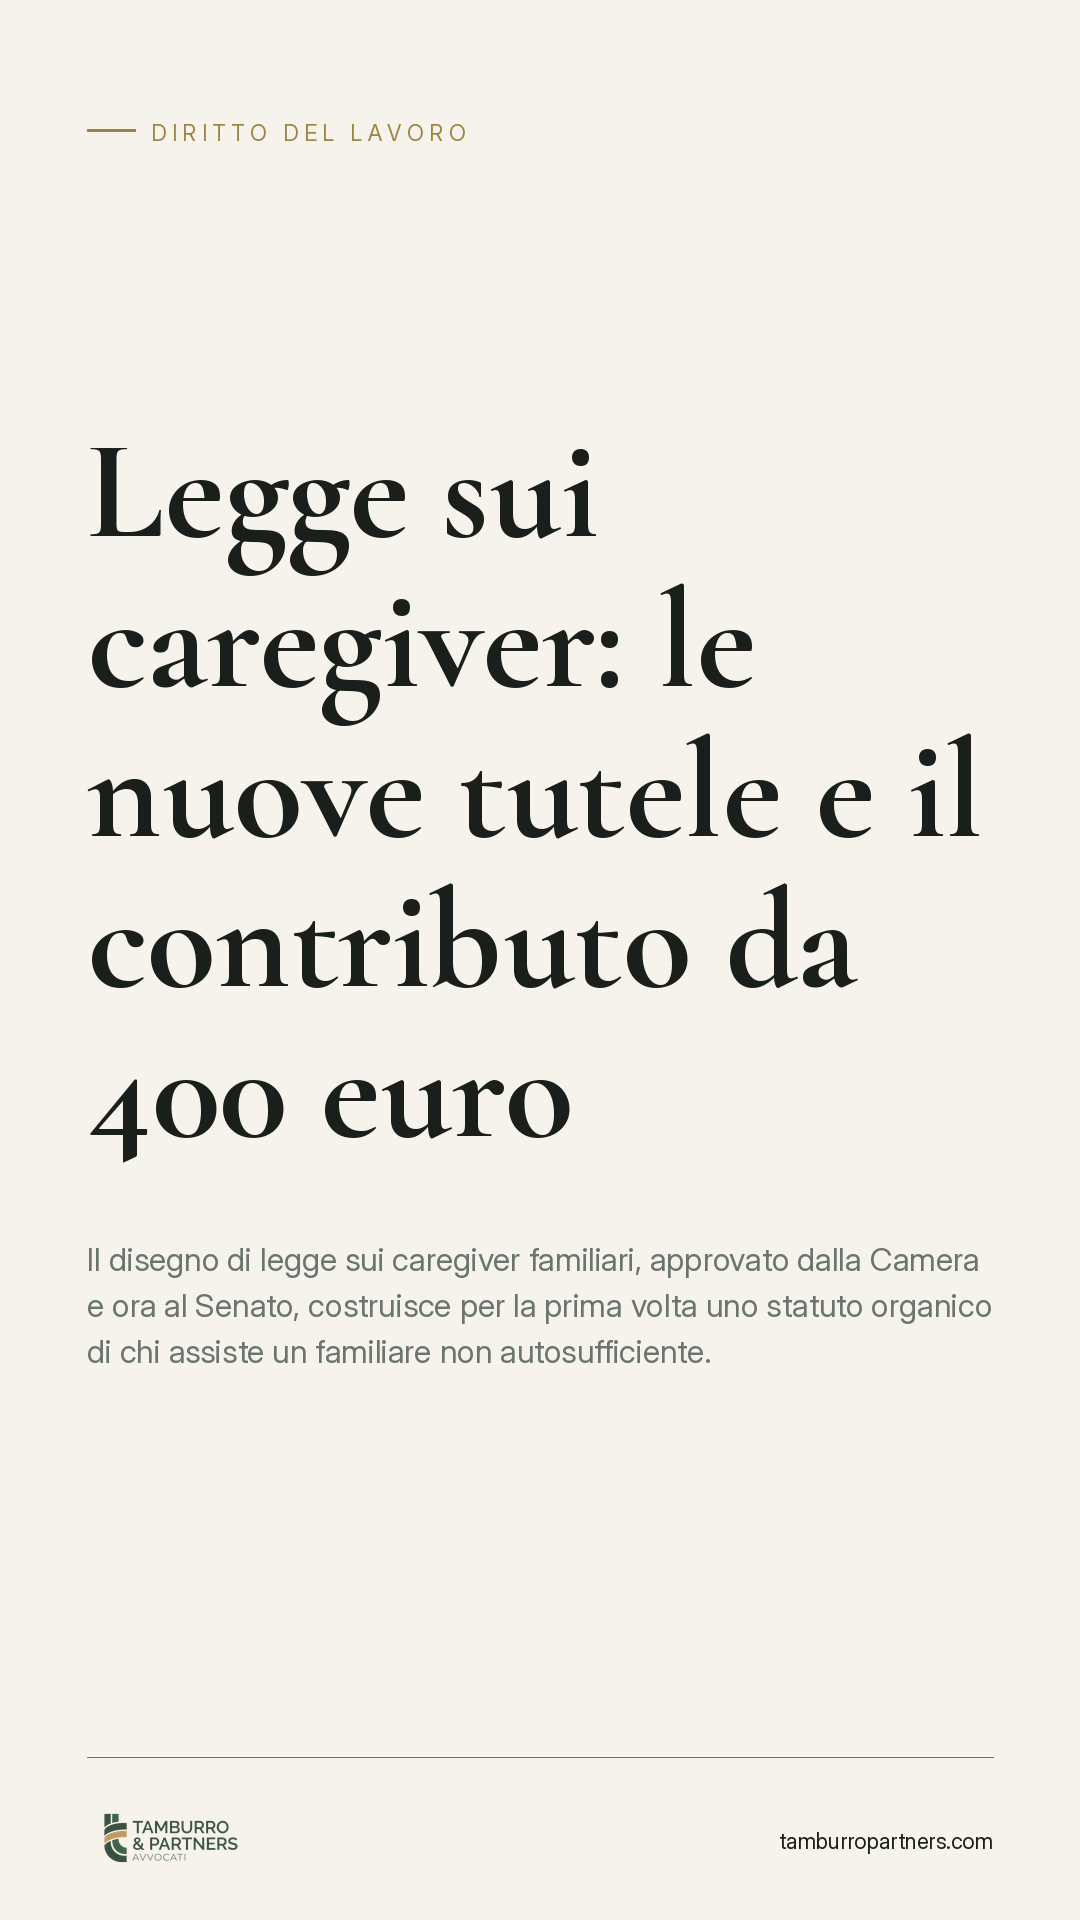 DIRITTO DEL LAVORO
Legge sui
caregiver: le
nuove tutele e il
contributo da
400 euro
Il disegno di legge sui caregiver familiari, approvato dalla Camera
e ora al Senato, costruisce per la prima volta uno statuto organico
di chi assiste un familiare non autosufficiente.
TAMBURRO
& PARTNERS
AVVOCATI
tamburropartners.com